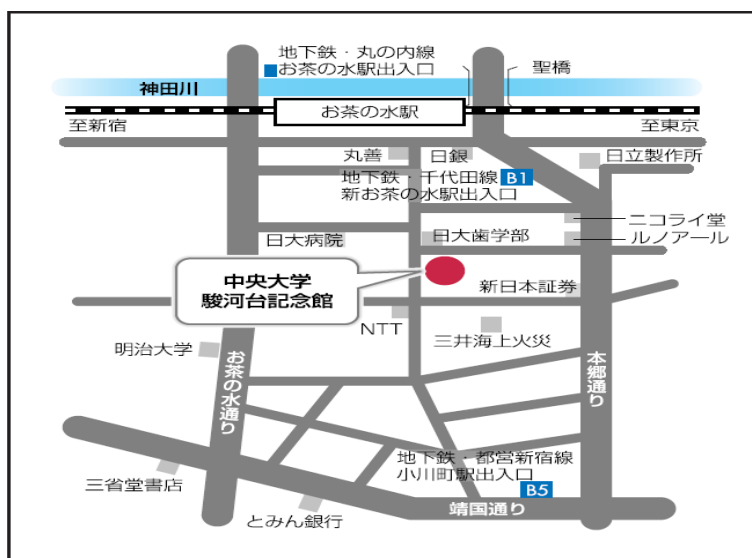 地下鉄・丸の内線
お茶の水駅出入口
聖橋
神田川
お茶の水駅
至新宿
至東京
丸善
日銀
日立製作所
地下鉄・千代田線 B1
新お茶の水駅出入口
ニコライ堂
日大病院
日大歯学部
ルノアール
中央大学
駿河台記念館
新日本証券
NTT
三井海上火災
明治大学
お茶の水通り
本郷通り
地下鉄・都営新宿線
小川町駅出入口
B5
三省堂書店
とみん銀行
靖国通り